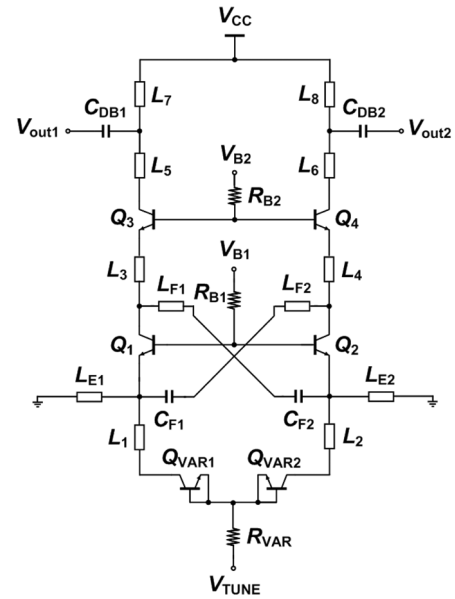 VCC
L7 L8
CDB1 CDB2
Vout1 Vout2
L5 L6
VB2
RB2
Q3 Q4
VB1
L3 L4
LF1 LF2
RB1
Q1 Q2
LE1 LE2
CF1 CF2
L1 L2
QVAR1 QVAR2
RVAR
VTUNE